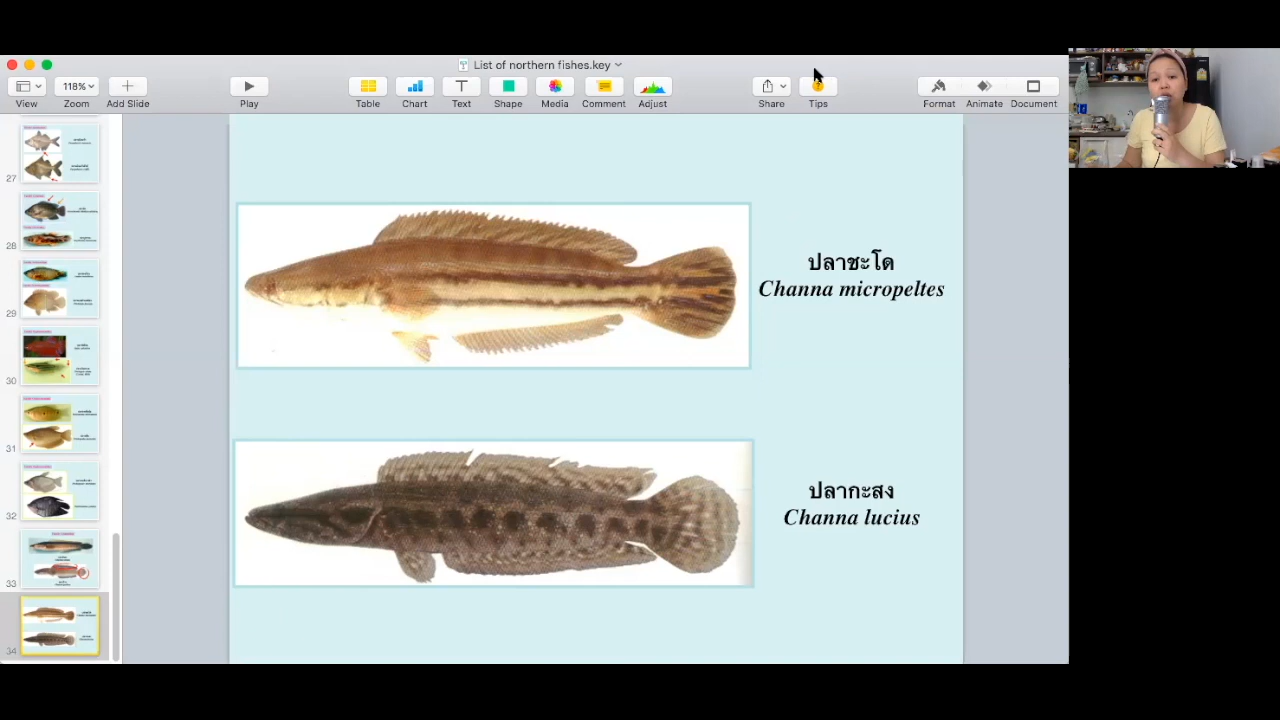 List of northern fishes.key
118%
View
Zoom
Add Slide
Play
Table
Chart
Text
Shape
Media
Comment
Adjust
Share
Tips
Format
Animate
Document
27
28
29
30
31
32
33
34
ปลาชะโด
Channa micropeltes
ปลากะสง
Channa lucius